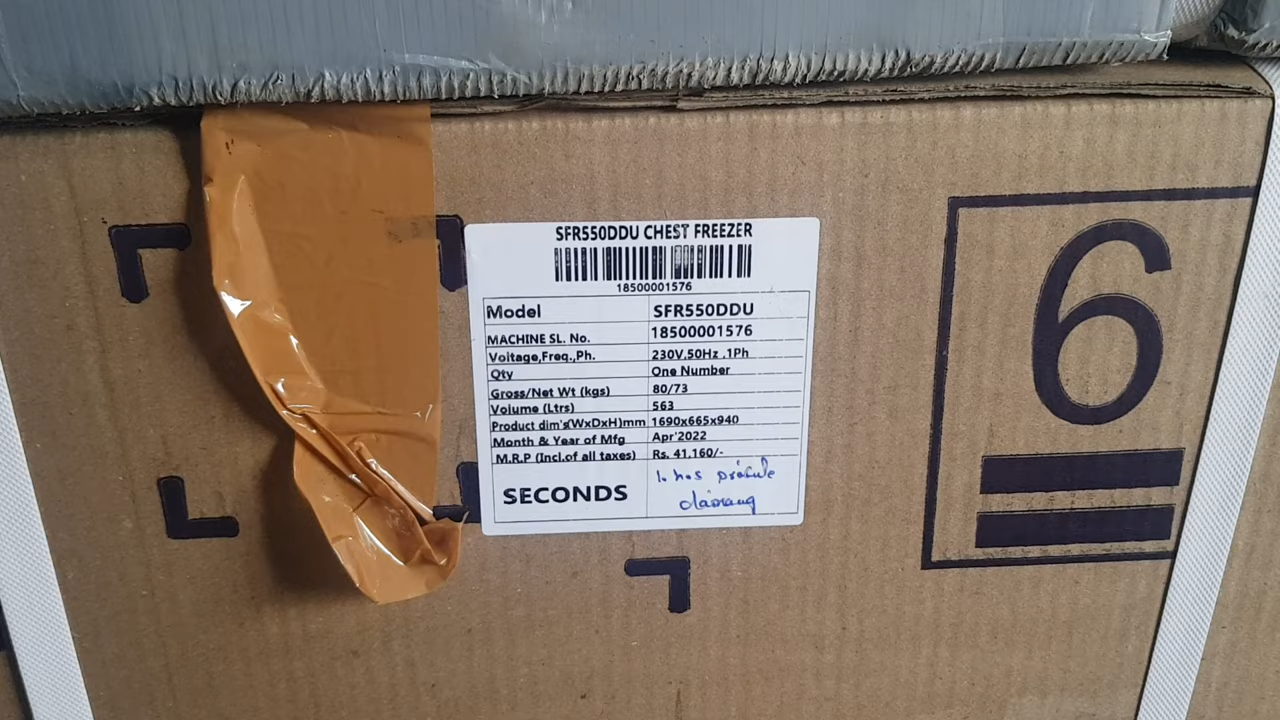 SFR550DDU CHEST FREEZER
18500001576
Model SFR550DDU
MACHINE SL. No. 18500001576
Voltage,Freq.,Ph. 230V,50Hz ,1Ph
Qty One Number
Gross/Net Wt (kgs) 80/73
Volume (Ltrs) 563
Product dim's(WxDxH)mm 1690x665x940
Month & Year of Mfg Apr'2022
M.R.P (Incl.of all taxes) Rs. 41,160/-
SECONDS
6